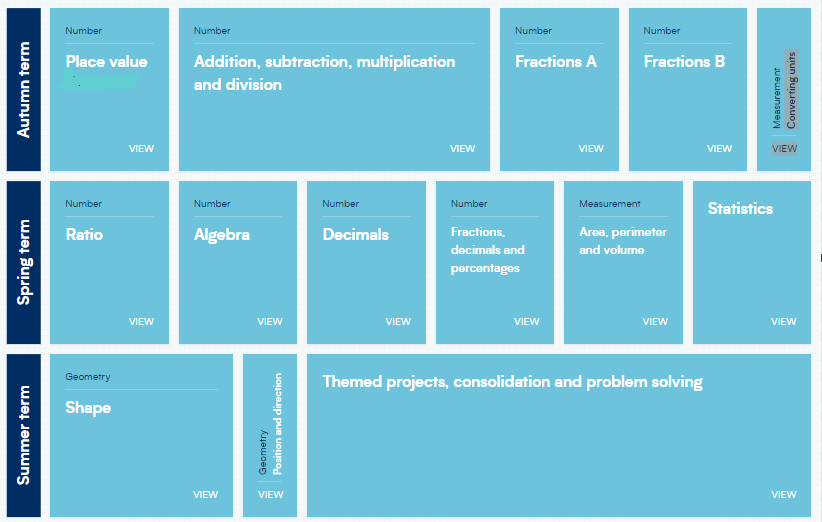 Autumn term
Number
Place value
VIEW
Number
Addition, subtraction, multiplication
and division
VIEW
Number
Fractions A
VIEW
Number
Fractions B
VIEW
Measurement
Converting units
VIEW
Spring term
Number
Ratio
VIEW
Number
Algebra
VIEW
Number
Decimals
VIEW
Number
Fractions,
decimals and
percentages
VIEW
Measurement
Area, perimeter
and volume
VIEW
Statistics
VIEW
Summer term
Geometry
Shape
VIEW
Geometry
Position and direction
VIEW
Themed projects, consolidation and problem solving
VIEW